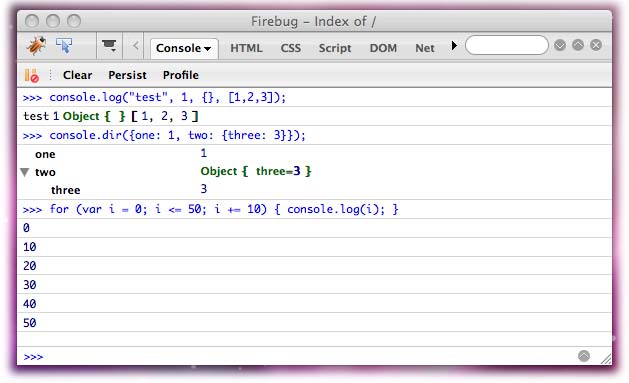 Firebug – Index of /
Console HTML CSS Script DOM Net
Clear Persist Profile
>>> console.log("test", 1, {}, [1,2,3]);
test 1 Object { } [ 1, 2, 3 ]
>>> console.dir({one: 1, two: {three: 3}});
one 1
two Object { three=3 }
three 3
>>> for (var i = 0; i <= 50; i += 10) { console.log(i); }
0
10
20
30
40
50
>>>